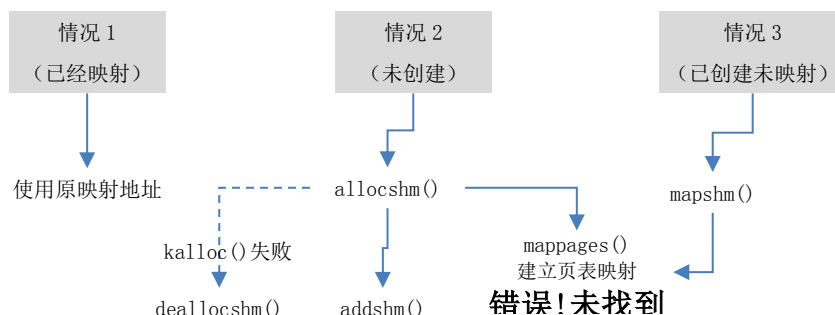 情况 1
（已经映射）
情况 2
（未创建）
情况 3
（已创建未映射）
使用原映射地址
allocshm()
mapshm()
kalloc()失败
mappages()
建立页表映射
deallocshm()
addshm()
错误!未找到